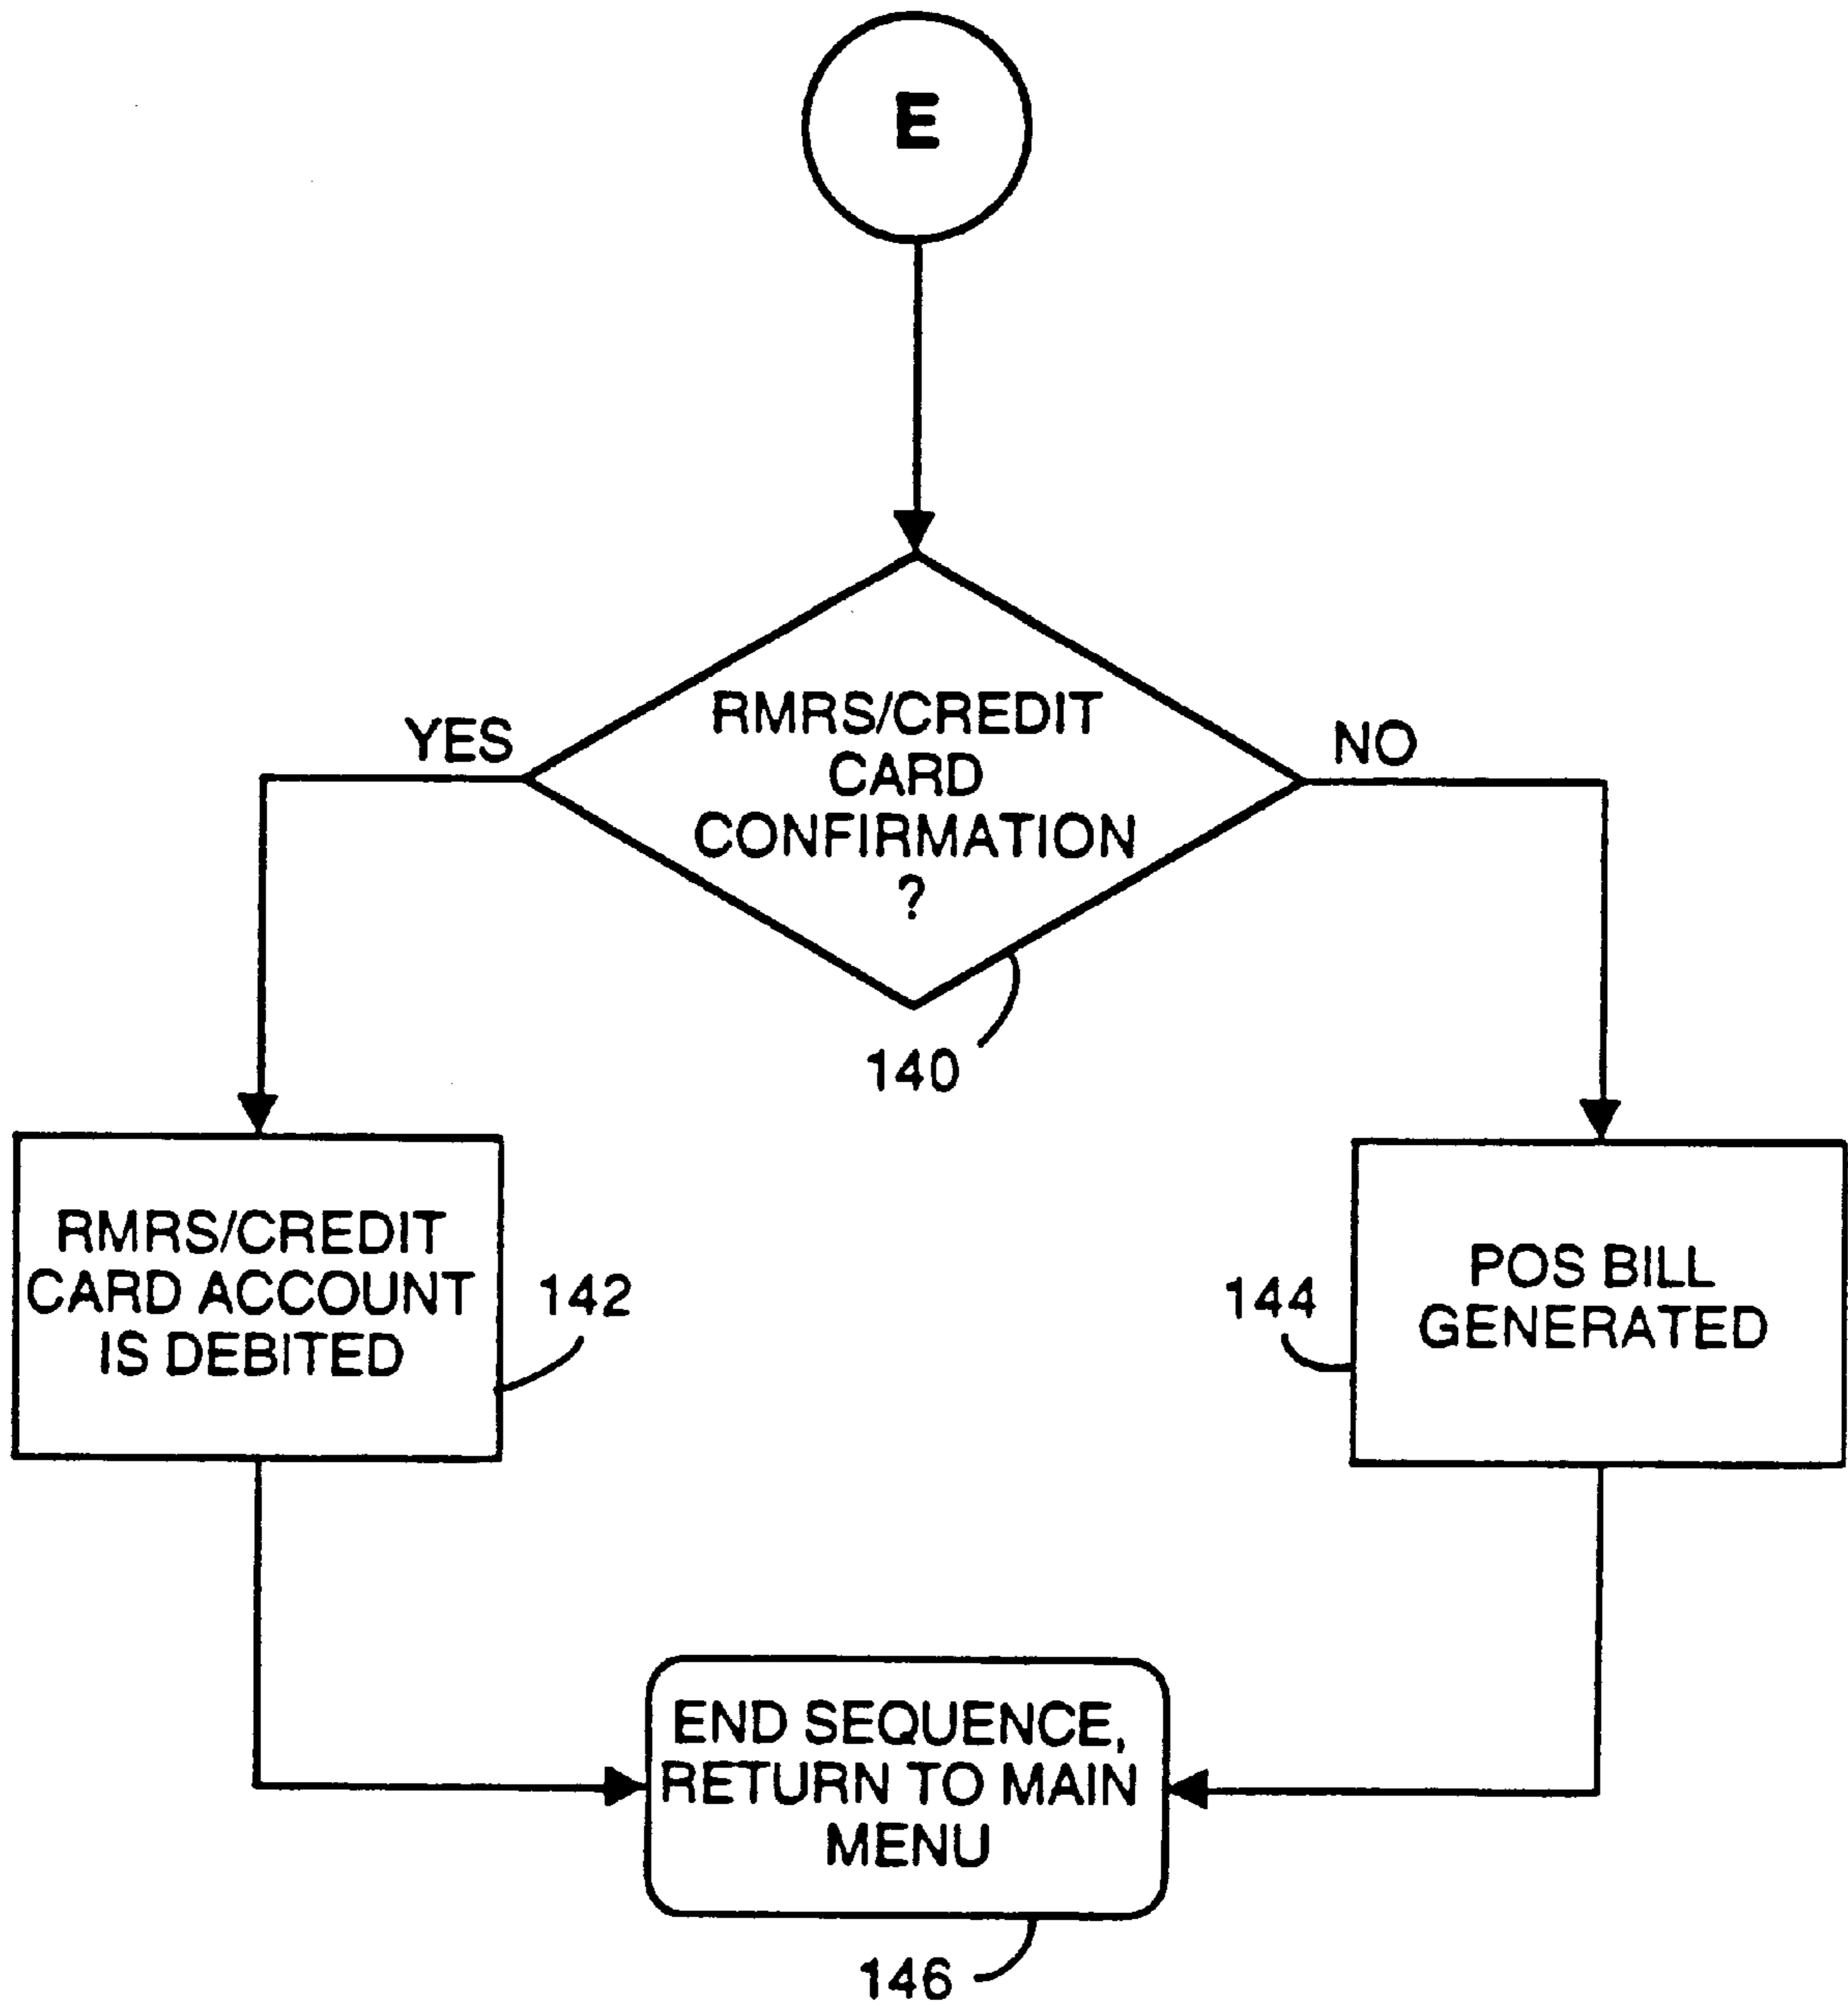 E
RMRS/CREDIT
CARD
CONFIRMATION
?
YES
NO
140
RMRS/CREDIT
CARD ACCOUNT
IS DEBITED
142
144
POS BILL
GENERATED
END SEQUENCE,
RETURN TO MAIN
MENU
146